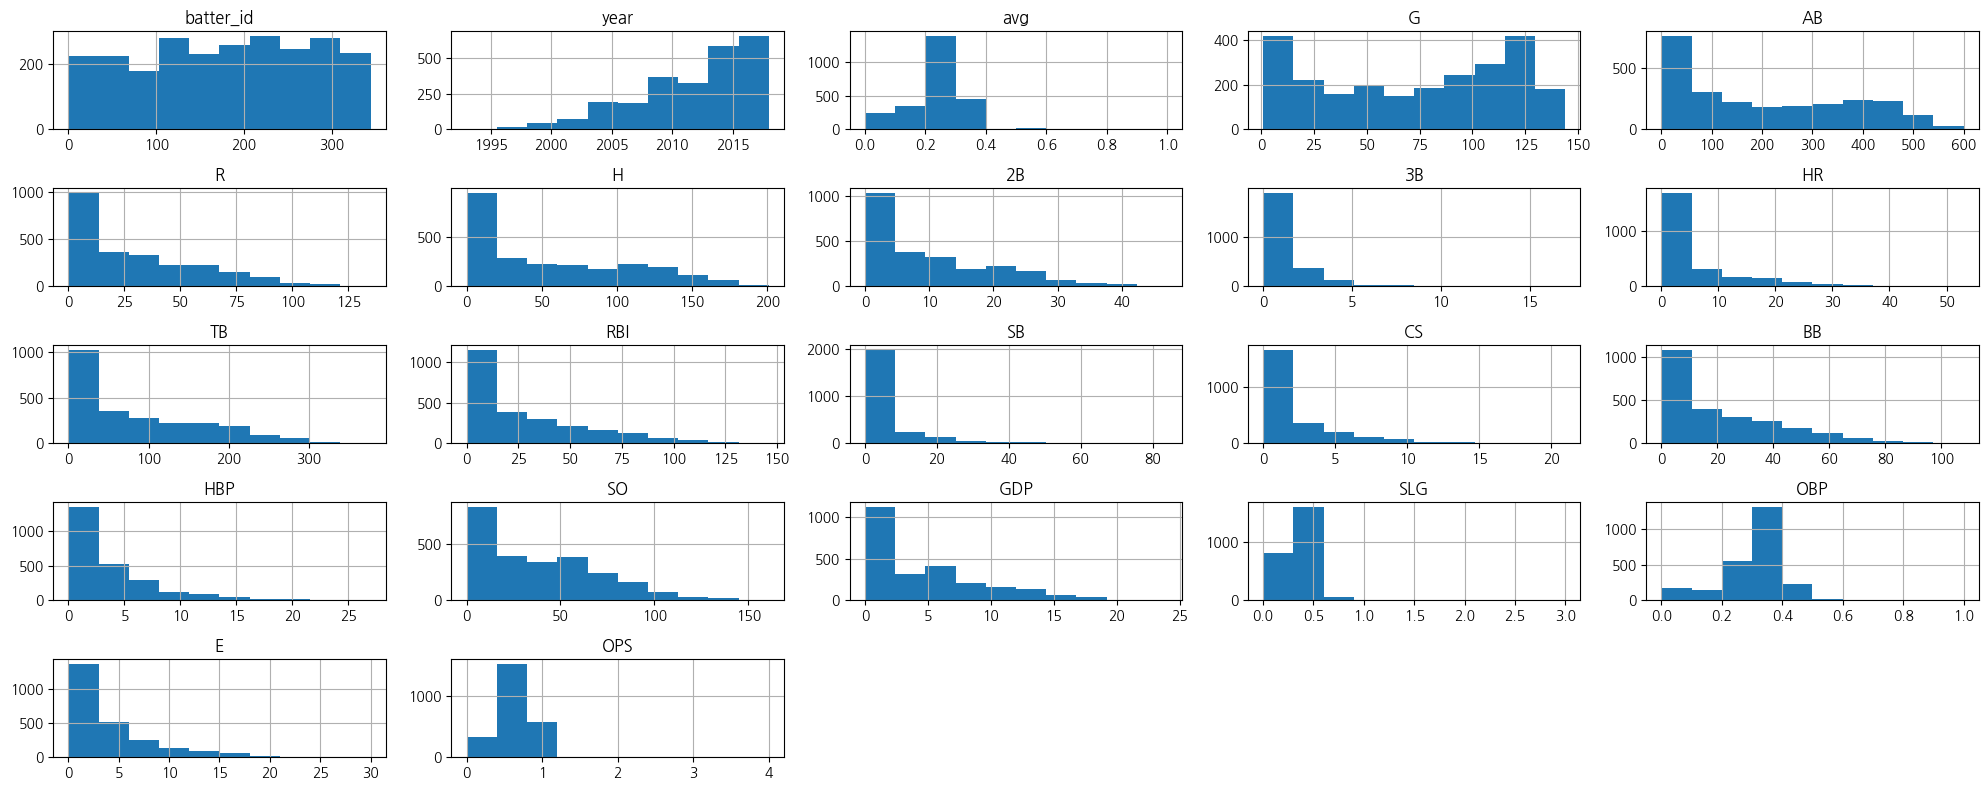 batter_id year avg G AB
200 0
500 250 0
1000 500 0
400 200 0
500 0
0 100 200 300
1995 2000 2005 2010 2015
0.0 0.2 0.4 0.6 0.8 1.0
0 25 50 75 100 125 150
0 100 200 300 400 500 600
R H 2B 3B HR
1000 500 0
500 0
1000 500 0
1000 0
1000 0
0 25 50 75 100 125
0 50 100 150 200
0 10 20 30 40
0 5 10 15
0 10 20 30 40 50
TB RBI SB CS BB
1000 500 0
1000 500 0
2000 1000 0
1000 0
1000 500 0
0 100 200 300
0 25 50 75 100 125 150
0 20 40 60 80
0 5 10 15 20
0 20 40 60 80 100
HBP SO GDP SLG OBP
1000 500 0
500 0
1000 500 0
1000 0
1000 500 0
0 5 10 15 20 25
0 50 100 150
0 5 10 15 20 25
0.0 0.5 1.0 1.5 2.0 2.5 3.0
0.0 0.2 0.4 0.6 0.8 1.0
E OPS
1000 500 0
1000 0
0 5 10 15 20 25 30
0 1 2 3 4